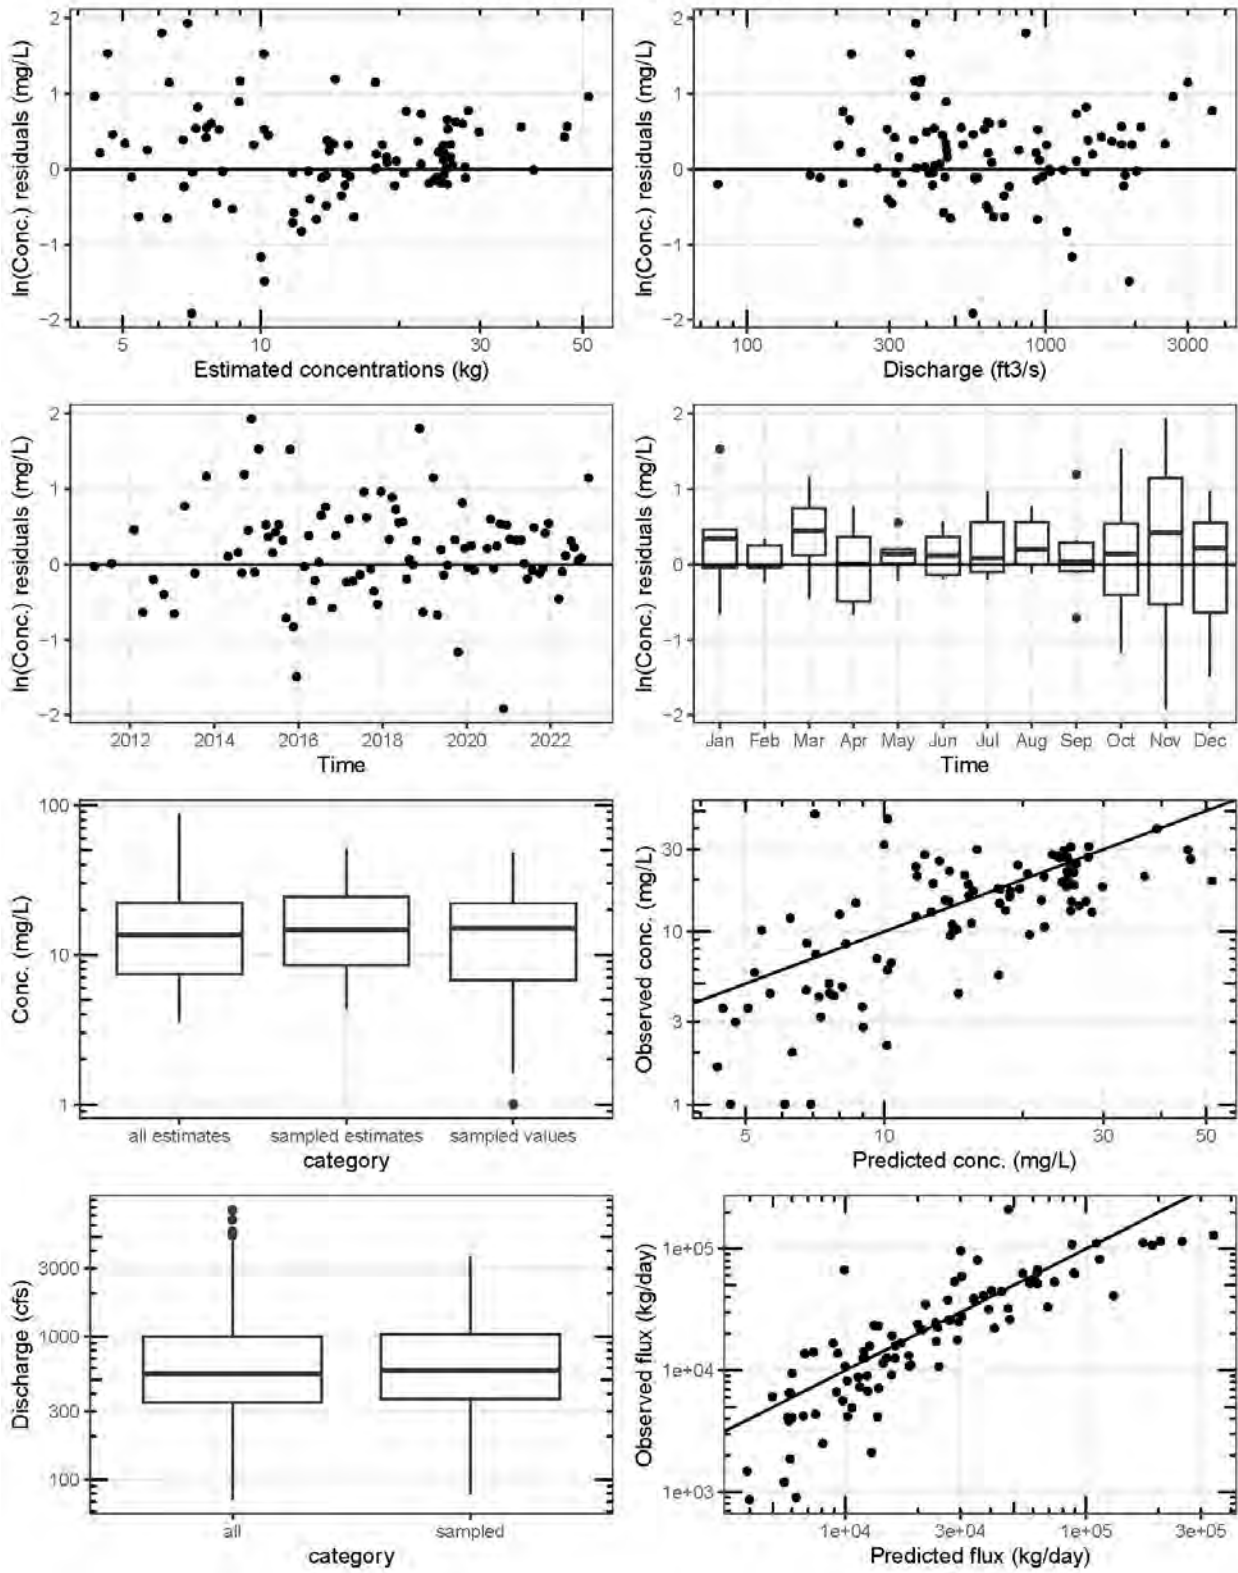 ln(Conc.) residuals (mg/L)
2
1
0
−1
−2
5
10
30
50
Estimated concentrations (kg)
ln(Conc.) residuals (mg/L)
2
1
0
−1
−2
100
300
1000
3000
Discharge (ft3/s)
ln(Conc.) residuals (mg/L)
2
1
0
−1
−2
2012
2014
2016
2018
2020
2022
Time
ln(Conc.) residuals (mg/L)
2
1
0
−1
−2
Jan
Feb
Mar
Apr
May
Jun
Jul
Aug
Sep
Oct
Nov
Dec
Time
Conc. (mg/L)
100
10
1
all estimates
sampled estimates
sampled values
category
Observed conc. (mg/L)
30
10
3
1
5
10
30
50
Predicted conc. (mg/L)
Discharge (cfs)
3000
1000
300
100
all
sampled
category
Observed flux (kg/day)
1e+05
1e+04
1e+03
1e+04
3e+04
1e+05
3e+05
Predicted flux (kg/day)